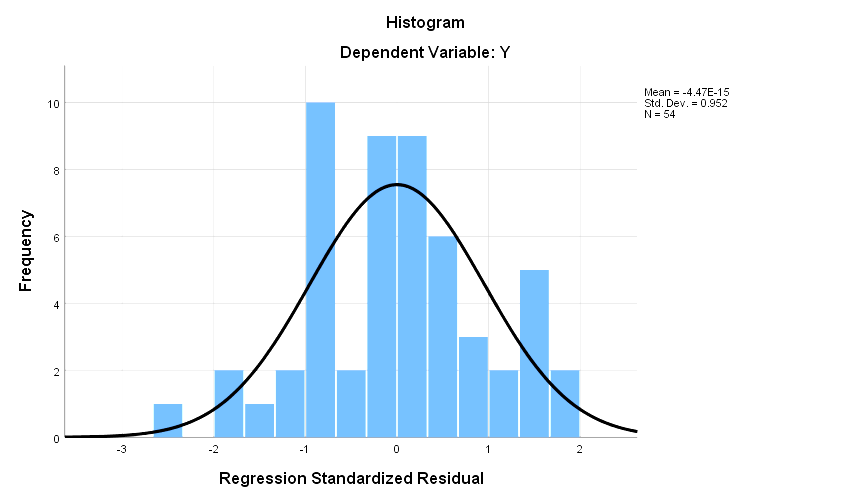 Histogram
Dependent Variable: Y
Mean = -4.47E-15
Std. Dev. = 0.952
N = 54
Frequency
10
8
6
4
2
0
-3 -2 -1 0 1 2
Regression Standardized Residual